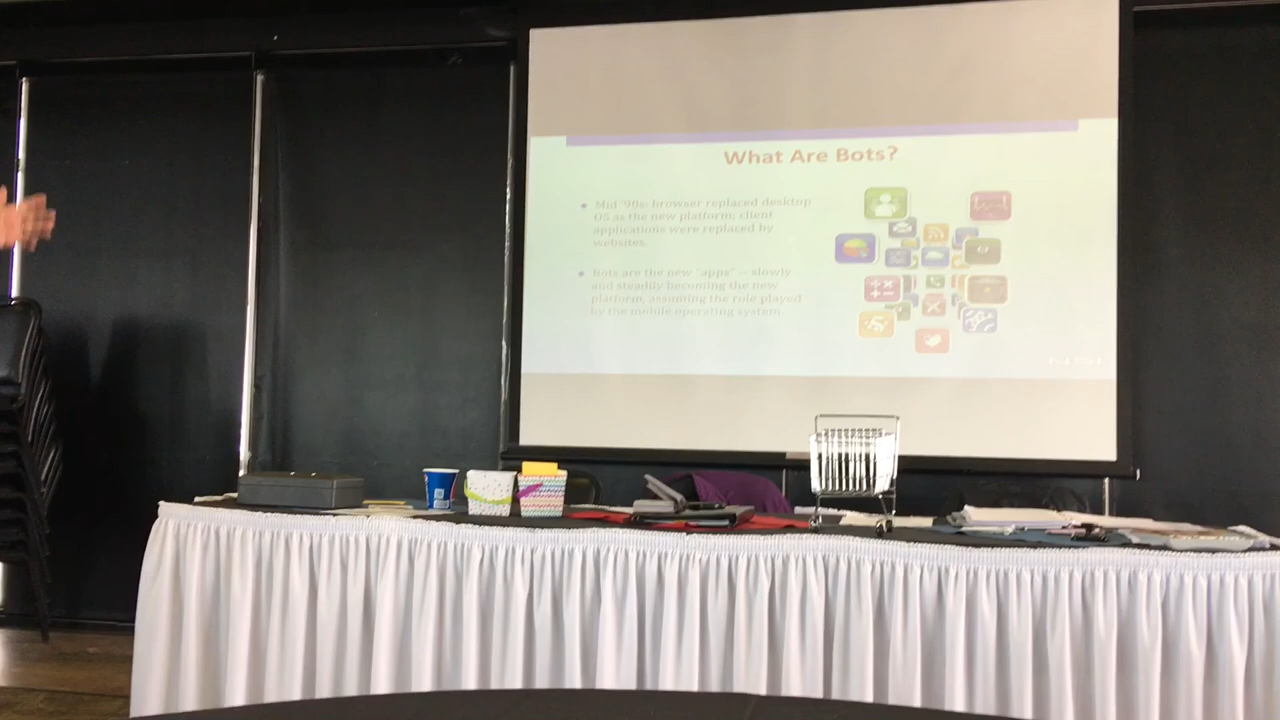 What Are Bots?
Mid '90s: browser replaced desktop
OS as the new platform; client
applications were replaced by
websites.
Bots are the new "apps" – slowly
and steadily becoming the new
platform, assuming the role played
by the mobile operating system